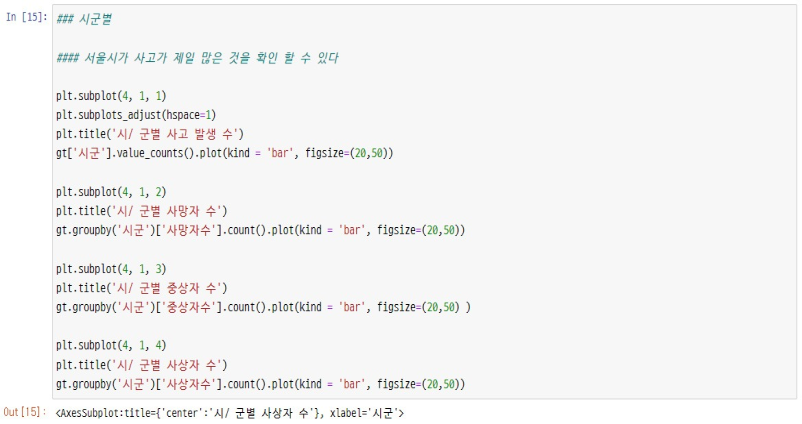 In [15]:
### 시군별
#### 서울시가 사고가 제일 많은 것을 확인 할 수 있다
plt.subplot(4, 1, 1)
plt.subplots_adjust(hspace=1)
plt.title('시/ 군별 사고 발생 수')
gt['시군'].value_counts().plot(kind = 'bar', figsize=(20,50))
plt.subplot(4, 1, 2)
plt.title('시/ 군별 사망자 수')
gt.groupby('시군')['사망자수'].count().plot(kind = 'bar', figsize=(20,50))
plt.subplot(4, 1, 3)
plt.title('시/ 군별 중상자 수')
gt.groupby('시군')['중상자수'].count().plot(kind = 'bar', figsize=(20,50) )
plt.subplot(4, 1, 4)
plt.title('시/ 군별 사상자 수')
gt.groupby('시군')['사상자수'].count().plot(kind = 'bar', figsize=(20,50))
Out[15]: <AxesSubplot:title={'center':'시/ 군별 사상자 수'}, xlabel='시군'>